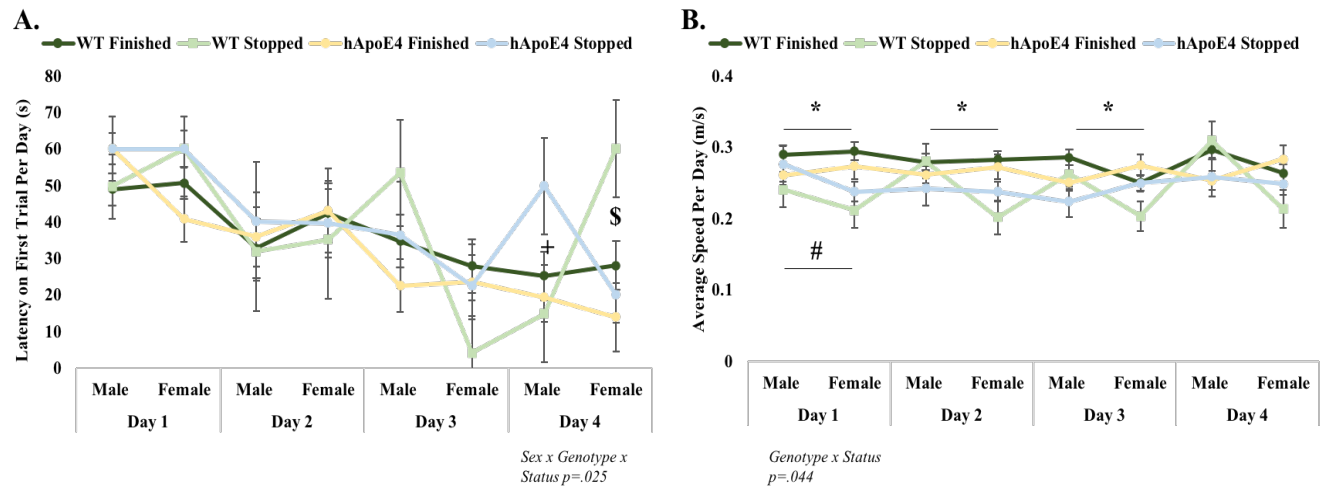 A.
WT Finished WT Stopped hApoE4 Finished hApoE4 Stopped
Latency on First Trial Per Day (s)
80
70
60
50
40
30
20
10
0
+
$
Male Female Male Female Male Female Male Female
Day 1 Day 2 Day 3 Day 4
Sex x Genotype x
Status p=.025
B.
WT Finished WT Stopped hApoE4 Finished hApoE4 Stopped
Average Speed Per Day (m/s)
0.4
0.3
0.2
0.1
0
* * *
#
Male Female Male Female Male Female Male Female
Day 1 Day 2 Day 3 Day 4
Genotype x Status
p=.044